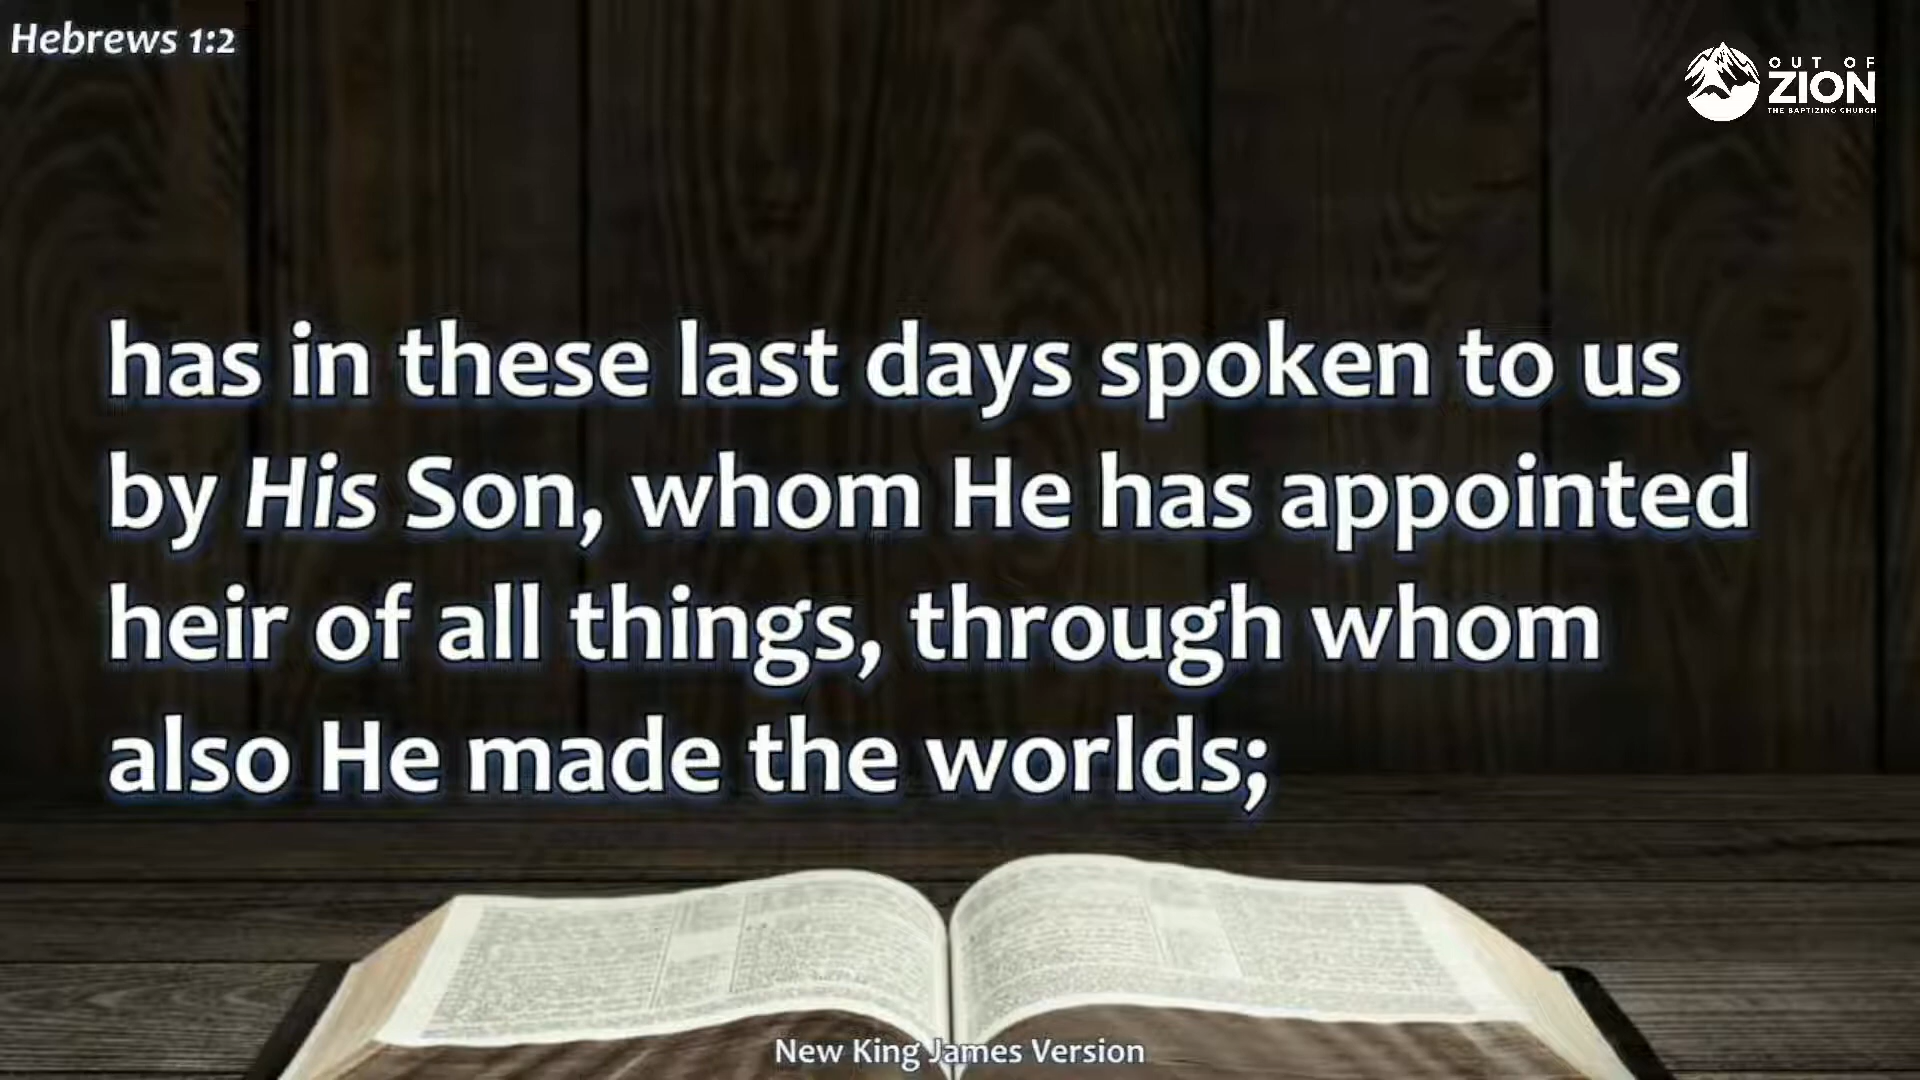 Hebrews 1:2
OUT OF
ZION
THE BAPTIZING CHURCH
has in these last days spoken to us
by His Son, whom He has appointed
heir of all things, through whom
also He made the worlds;
New King James Version